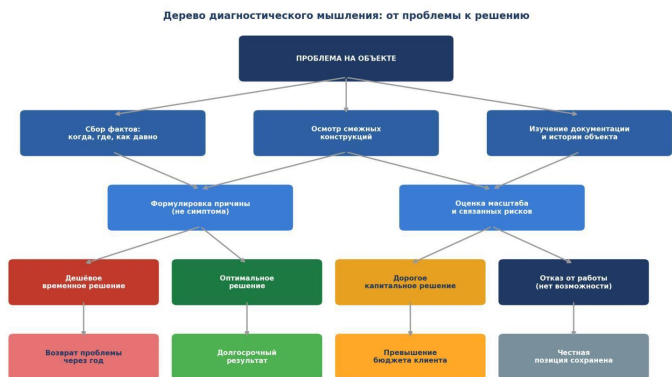 Дерево диагностического мышления: от проблемы к решению
ПРОБЛЕМА НА ОБЪЕКТЕ
Сбор фактов:
когда, где, как давно
Осмотр смежных
конструкций
Изучение документации
и истории объекта
Формулировка причины
(не симптома)
Оценка масштаба
и связанных рисков
Дешёвое
временное решение
Оптимальное
решение
Дорогое
капитальное решение
Отказ от работы
(нет возможности)
Возврат проблемы
через год
Долгосрочный
результат
Превышение
бюджета клиента
Честная
позиция сохранена